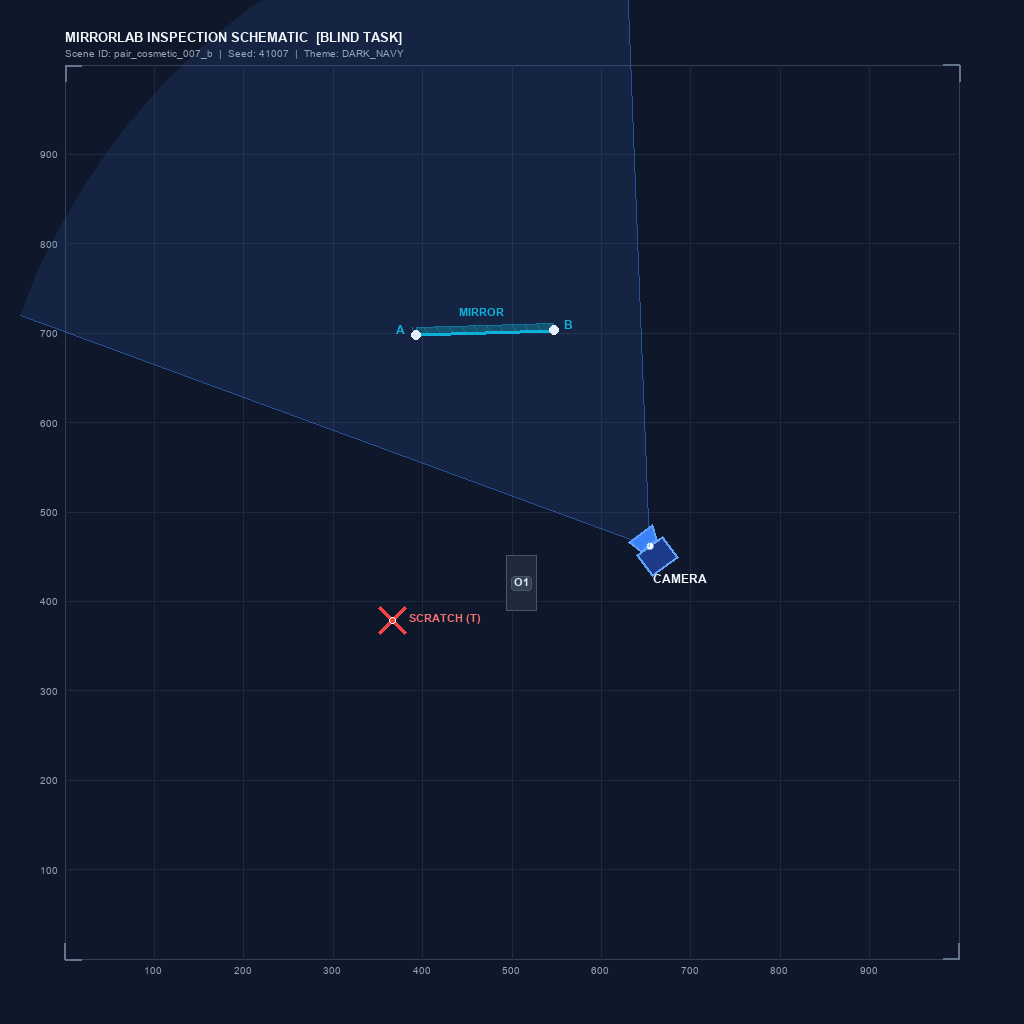 MIRRORLAB INSPECTION SCHEMATIC [BLIND TASK]
Scene ID: pair_cosmetic_007_b | Seed: 41007 | Theme: DARK_NAVY
900
800
MIRROR
A
B
700
600
500
CAMERA
O1
400
SCRATCH (T)
300
200
100
100 200 300 400 500 600 700 800 900